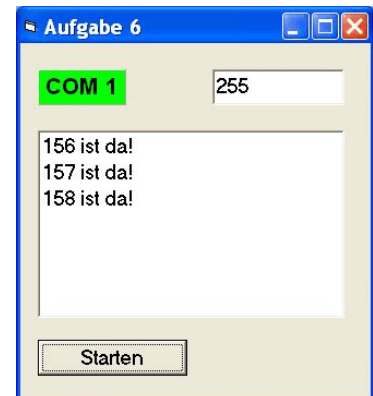 Aufgabe 6
COM 1
255
156 ist da!
157 ist da!
158 ist da!
Starten